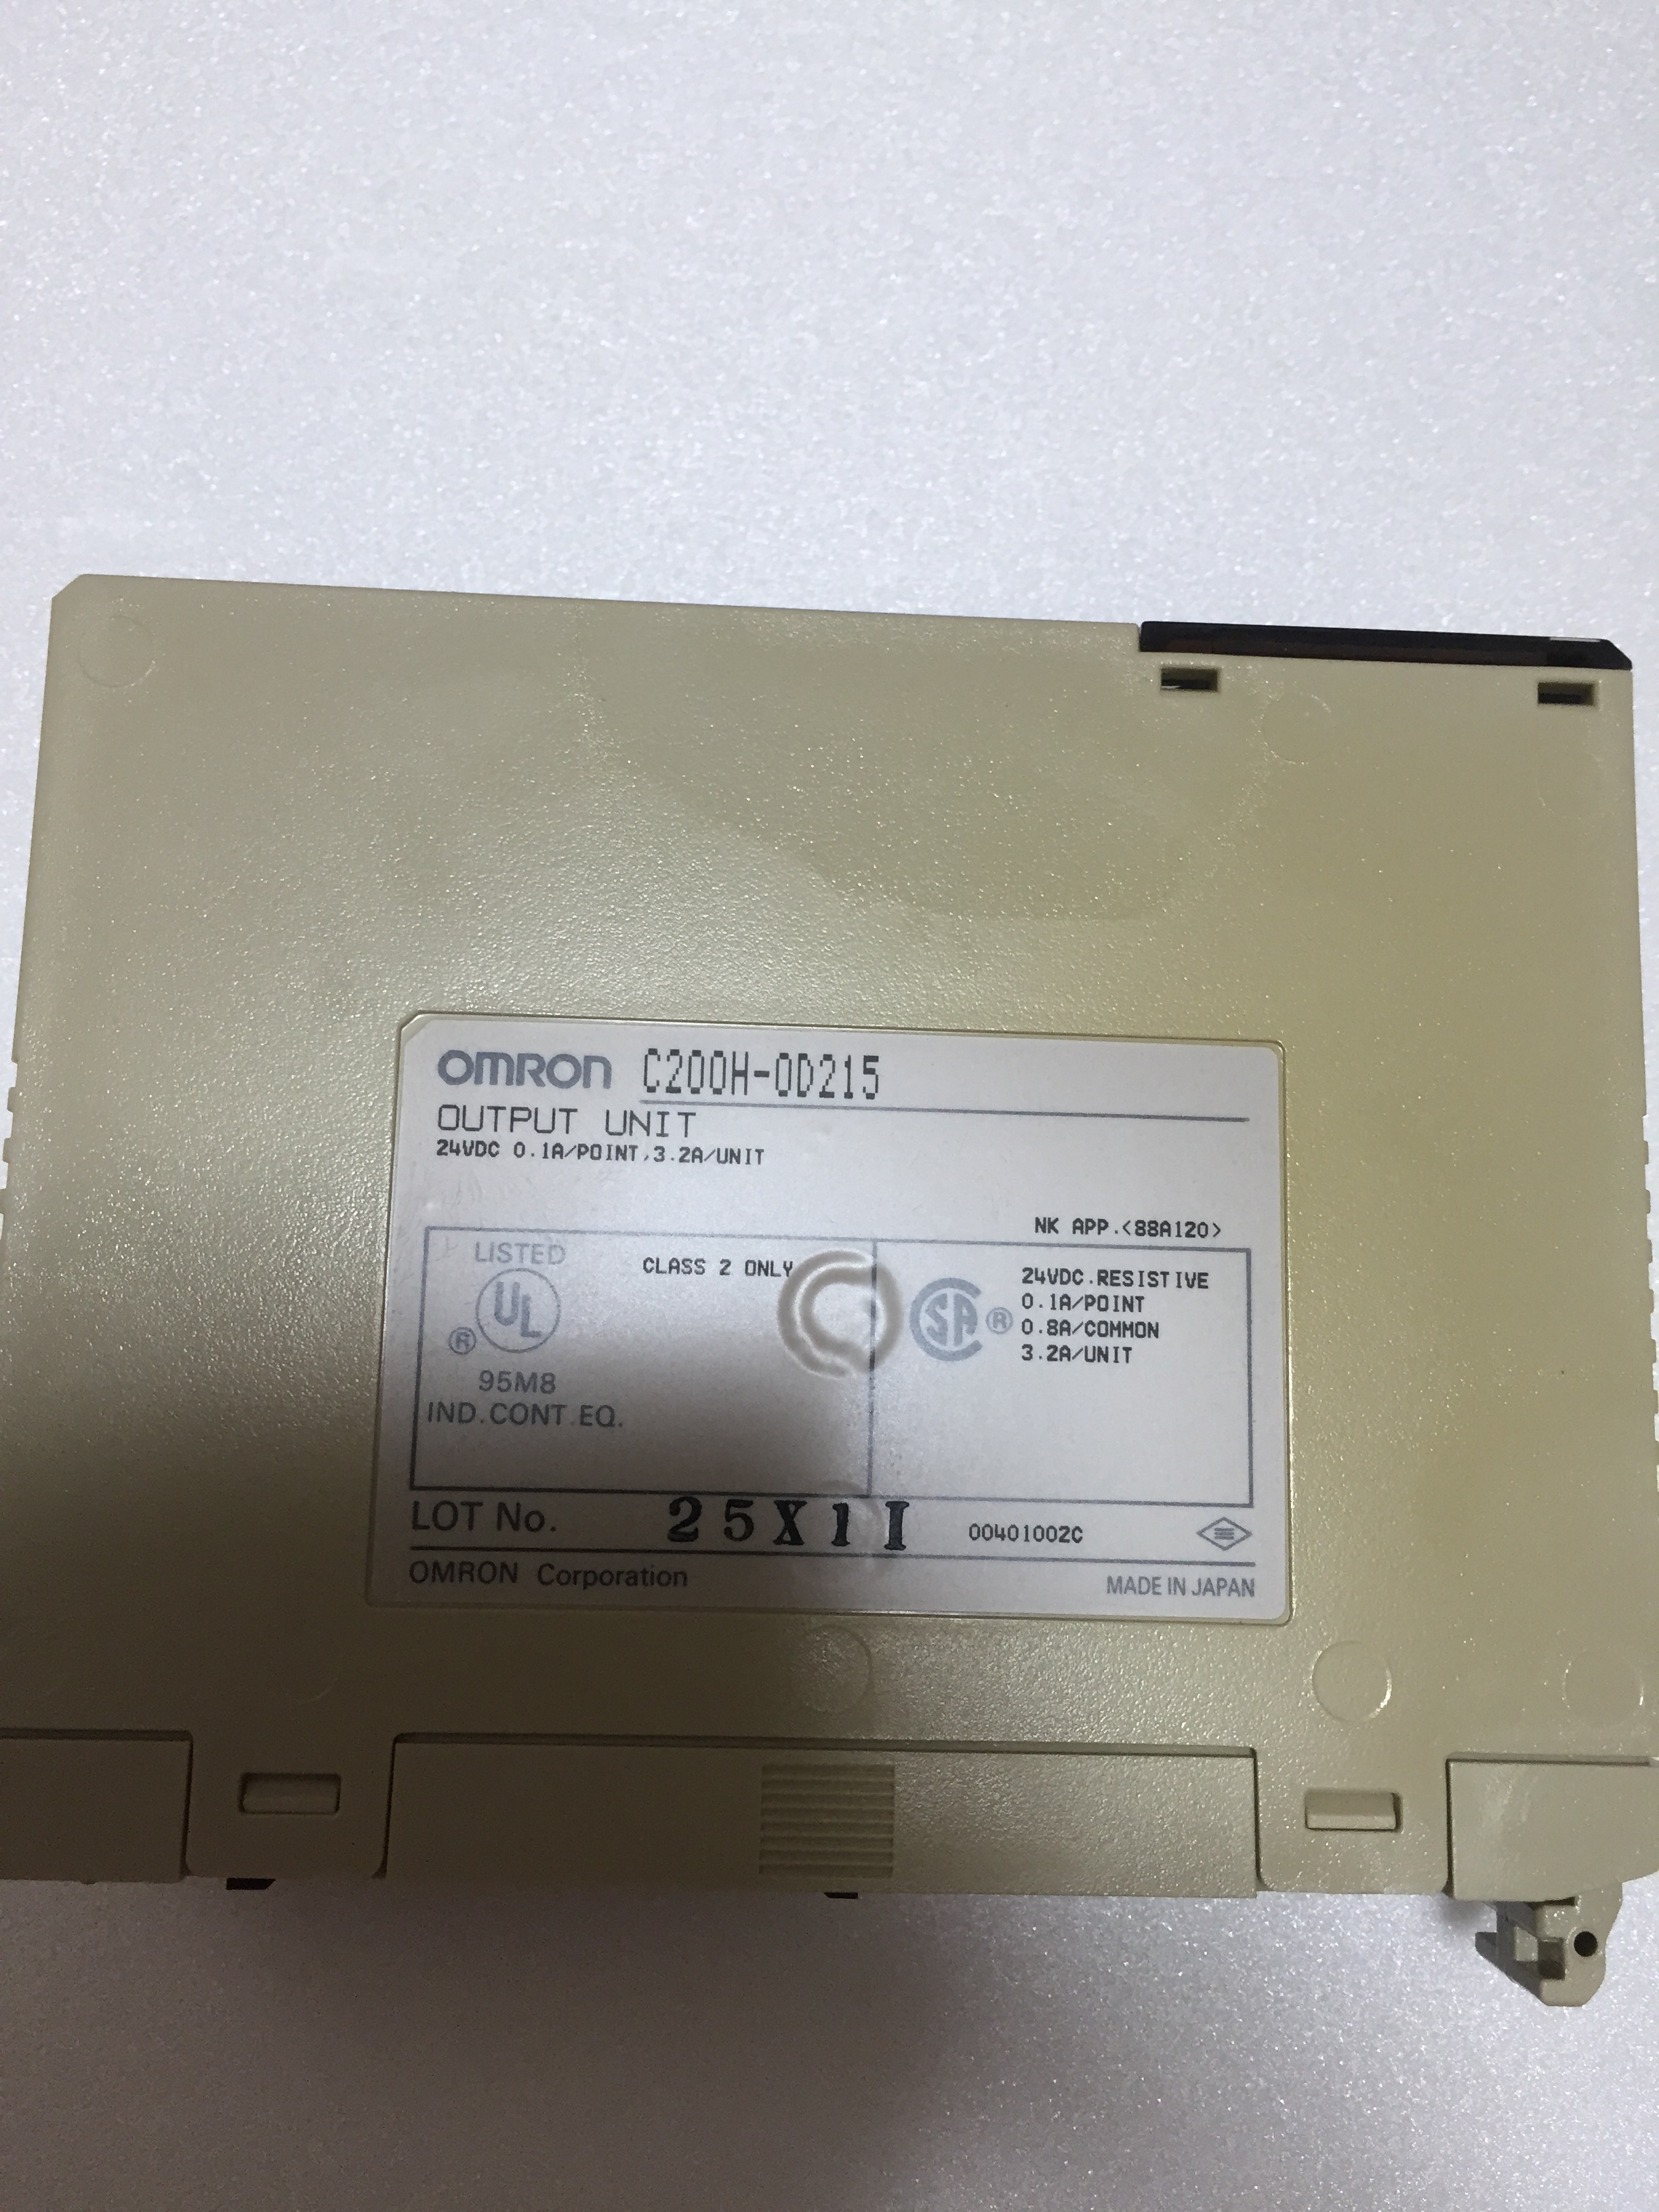 OMRON C200H-OD215
OUTPUT UNIT
24VDC 0.1A/POINT,3.2A/UNIT
NK APP.<88A120>
LISTED
UL
®
95M8
IND.CONT.EQ.
CLASS 2 ONLY
SA ®
24VDC.RESISTIVE
0.1A/POINT
0.8A/COMMON
3.2A/UNIT
LOT No. 25X1I 00401002C
OMRON Corporation MADE IN JAPAN